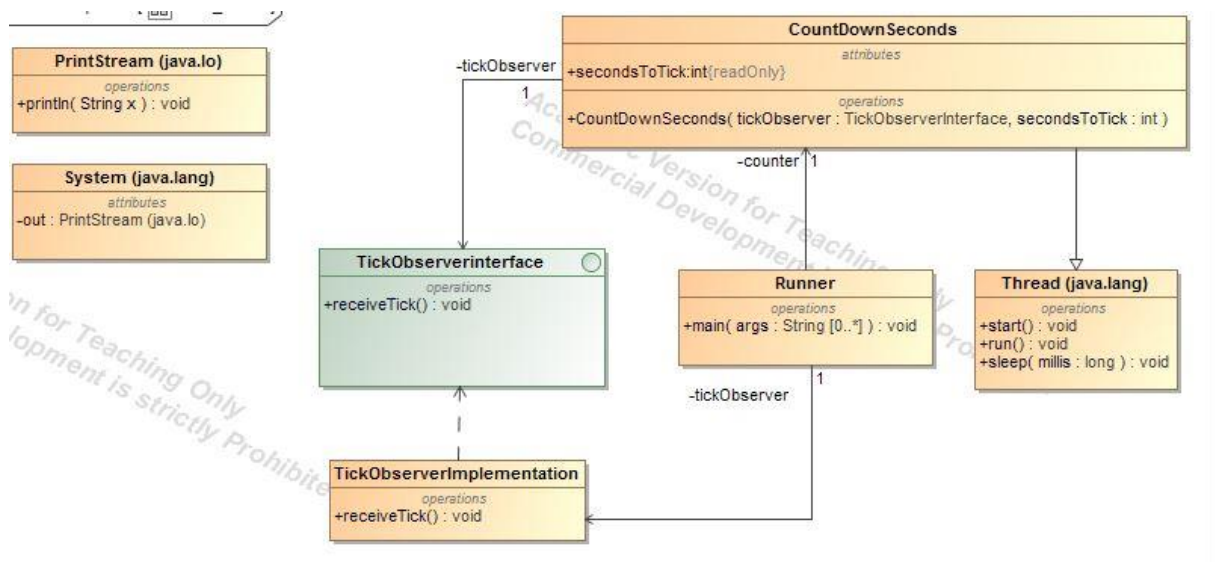 PrintStream (java.lo)
operations
+println( String x ) : void
System (java.lang)
attributes
-out : PrintStream (java.lo)
CountDownSeconds
attributes
+secondsToTick:int{readOnly}
operations
+CountDownSeconds( tickObserver : TickObserverInterface, secondsToTick : int )
-tickObserver
1
-counter
1
TickObserverinterface
operations
+receiveTick() : void
Runner
operations
+main( args : String [0..*] ) : void
Thread (java.lang)
operations
+start() : void
+run() : void
+sleep( millis : long ) : void
1
-tickObserver
TickObserverImplementation
operations
+receiveTick() : void
Version for Teaching
Commercial Development
for Teaching Only
is strictly Prohibite